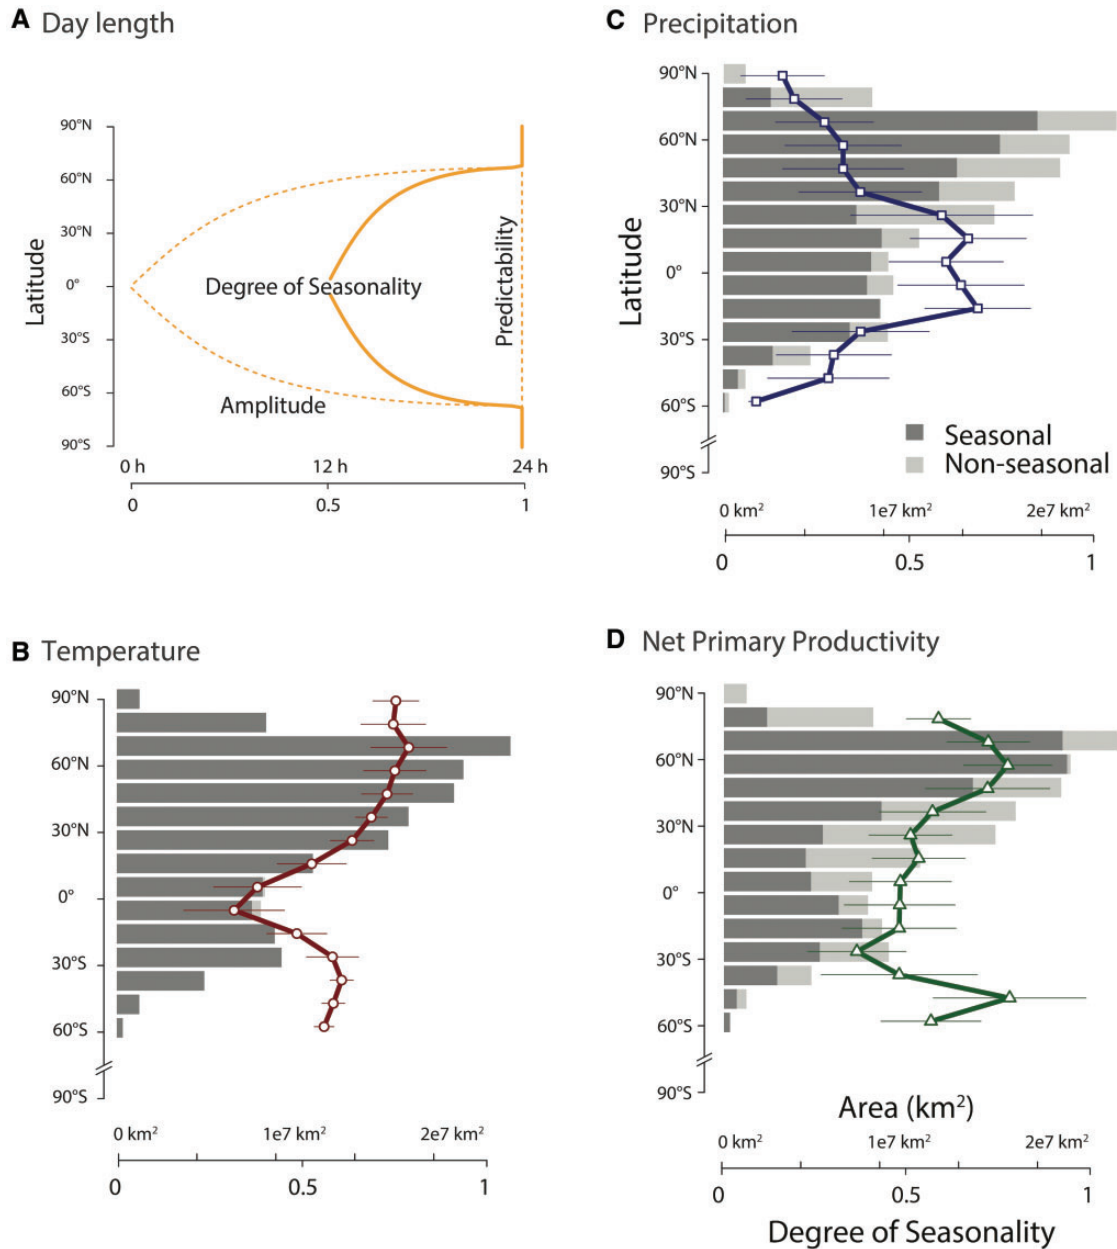 A Day length
90°N
60°N
30°N
0°
30°S
60°S
90°S
Latitude
Degree of Seasonality
Amplitude
Predictability
0 h 12 h 24 h
0 0.5 1
C Precipitation
90°N
60°N
30°N
0°
30°S
60°S
90°S
Latitude
Seasonal
Non-seasonal
0 km² 1e7 km² 2e7 km²
0 0.5 1
B Temperature
90°N
60°N
30°N
0°
30°S
60°S
90°S
0 km² 1e7 km² 2e7 km²
0 0.5 1
D Net Primary Productivity
90°N
60°N
30°N
0°
30°S
60°S
90°S
Area (km²)
0 km² 1e7 km² 2e7 km²
0 0.5 1
Degree of Seasonality